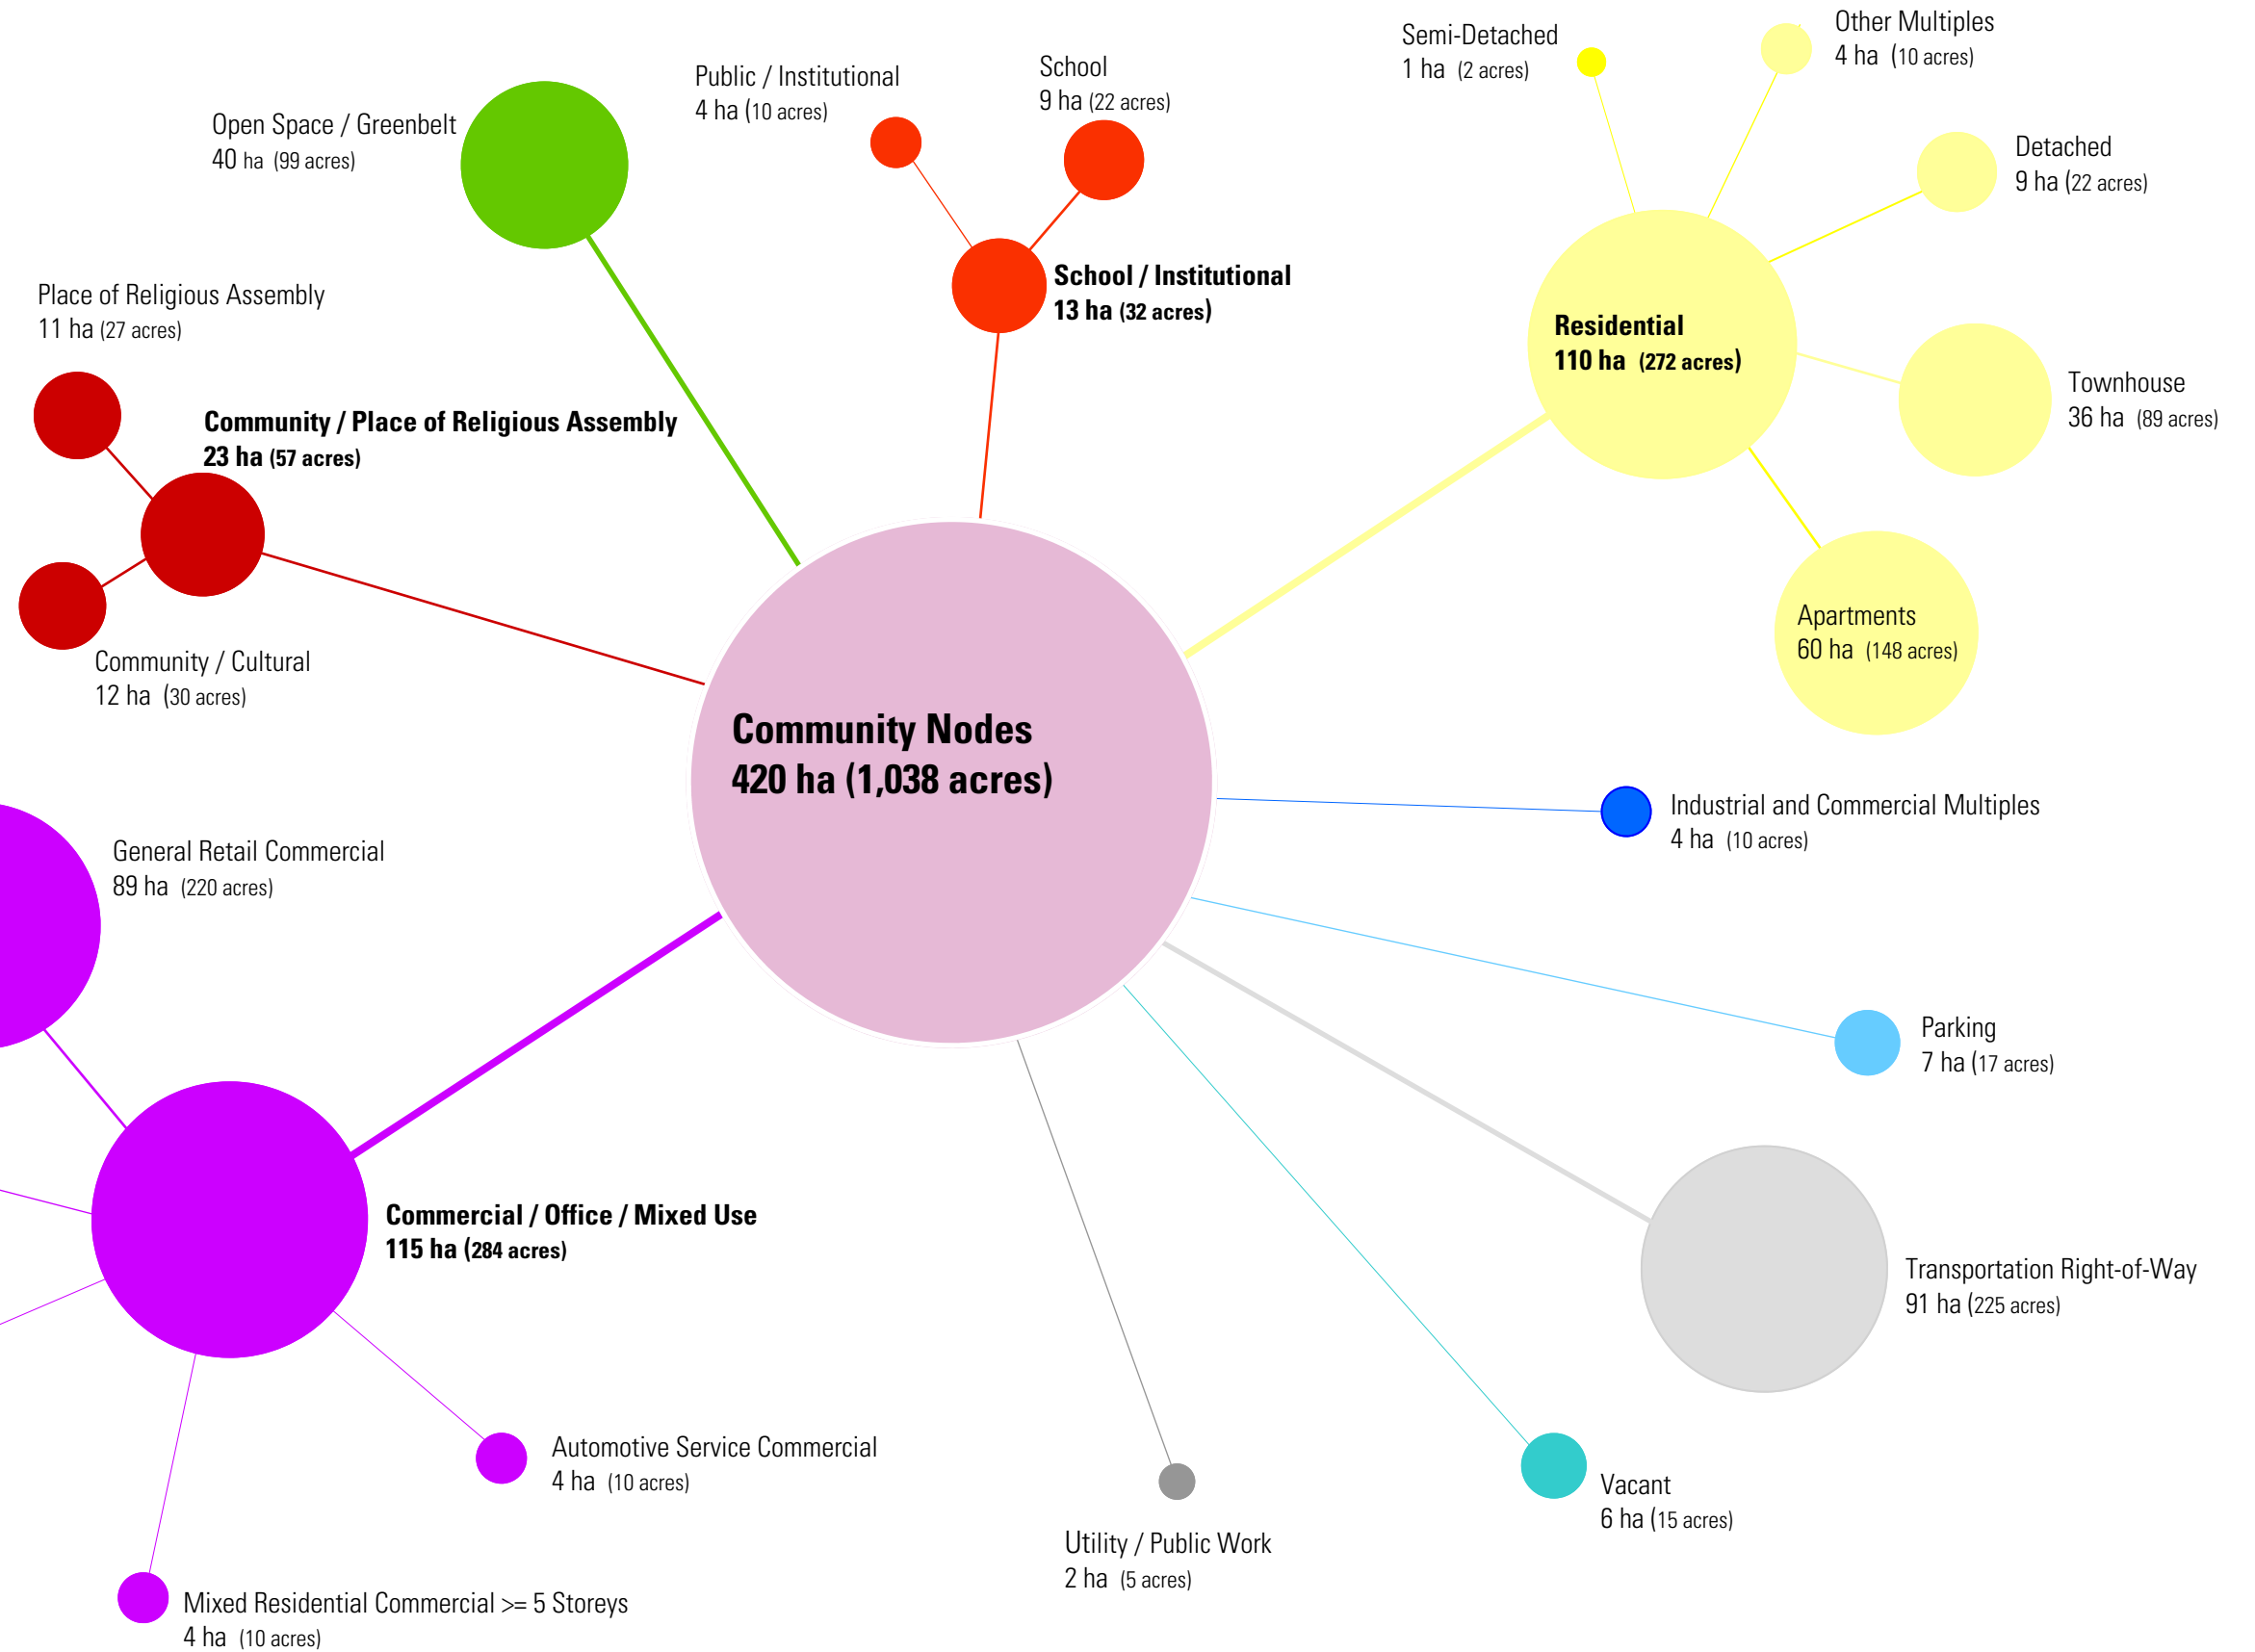 Semi-Detached
1 ha (2 acres)
Other Multiples
4 ha (10 acres)
Public / Institutional
4 ha (10 acres)
School
9 ha (22 acres)
Open Space / Greenbelt
40 ha (99 acres)
Detached
9 ha (22 acres)
School / Institutional
13 ha (32 acres)
Place of Religious Assembly
11 ha (27 acres)
Residential
110 ha (272 acres)
Townhouse
36 ha (89 acres)
Community / Place of Religious Assembly
23 ha (57 acres)
Apartments
60 ha (148 acres)
Community / Cultural
12 ha (30 acres)
Community Nodes
420 ha (1,038 acres)
Industrial and Commercial Multiples
4 ha (10 acres)
General Retail Commercial
89 ha (220 acres)
Parking
7 ha (17 acres)
Commercial / Office / Mixed Use
115 ha (284 acres)
Transportation Right-of-Way
91 ha (225 acres)
Automotive Service Commercial
4 ha (10 acres)
Vacant
6 ha (15 acres)
Utility / Public Work
2 ha (5 acres)
Mixed Residential Commercial >= 5 Storeys
4 ha (10 acres)